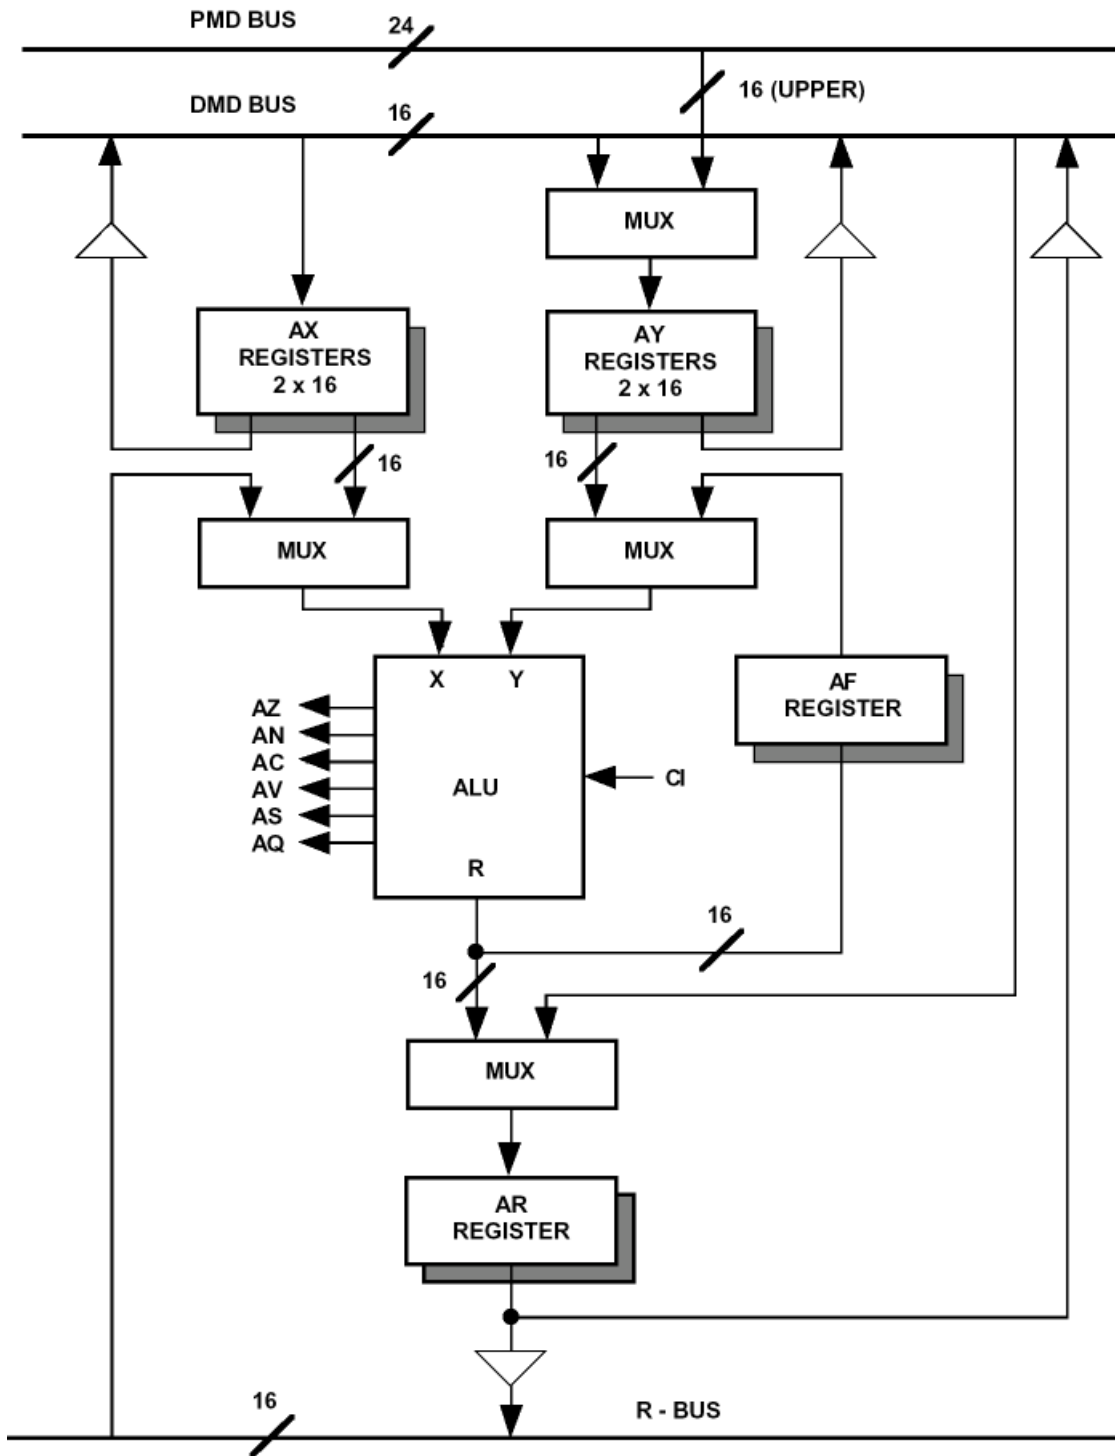 PMD BUS
24
16 (UPPER)
DMD BUS
16
MUX
AX
REGISTERS
2 x 16
AY
REGISTERS
2 x 16
16
16
MUX
MUX
X
Y
AF
REGISTER
AZ
AN
AC
AV
AS
AQ
ALU
CI
R
16
16
MUX
AR
REGISTER
16
R - BUS